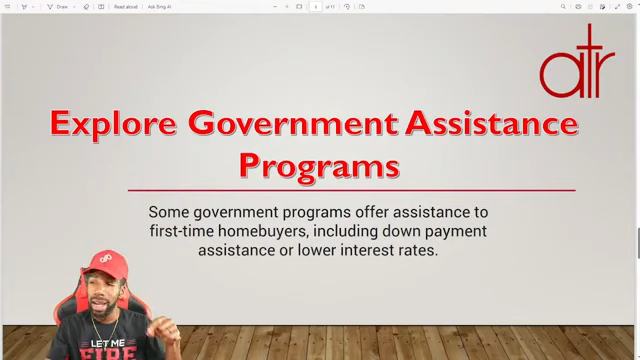 Draw
Read aloud
Ask Bing AI
of 11
atr
Explore Government Assistance
Programs
Some government programs offer assistance to
first-time homebuyers, including down payment
assistance or lower interest rates.
LET ME
FIRE